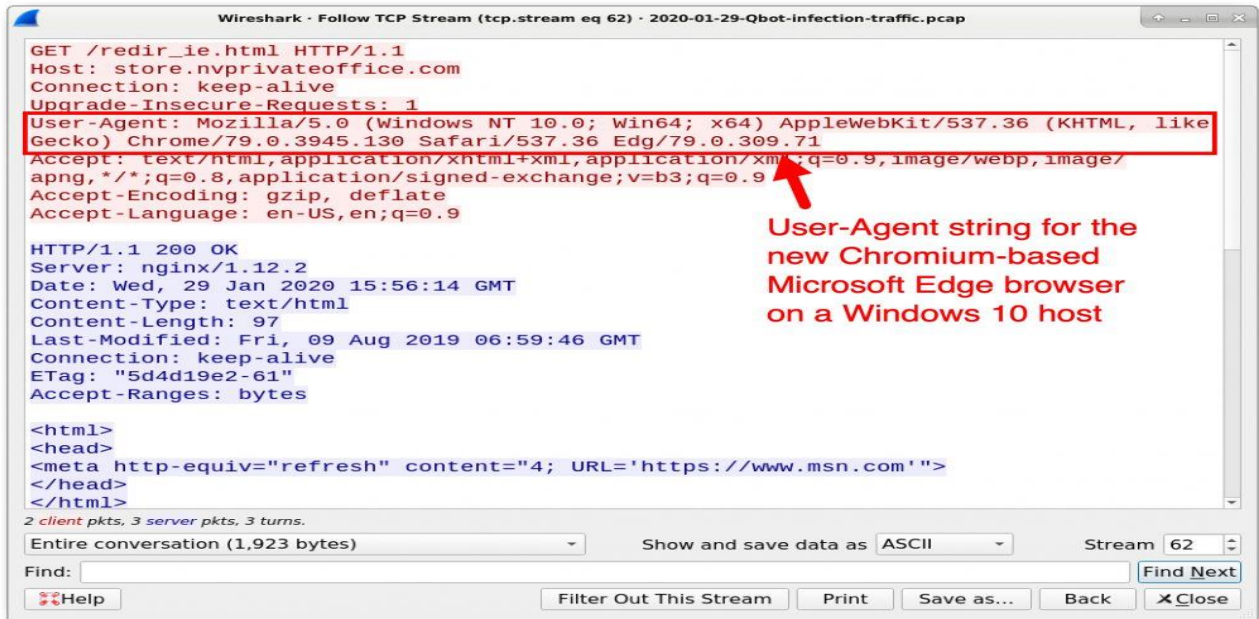 Wireshark · Follow TCP Stream (tcp.stream eq 62) · 2020-01-29-Qbot-infection-traffic.pcap
GET /redir_ie.html HTTP/1.1
Host: store.nvprivateoffice.com
Connection: keep-alive
Upgrade-Insecure-Requests: 1
User-Agent: Mozilla/5.0 (Windows NT 10.0; Win64; x64) AppleWebKit/537.36 (KHTML, like
Gecko) Chrome/79.0.3945.130 Safari/537.36 Edg/79.0.309.71
Accept: text/html,application/xhtml+xml,application/xml;q=0.9,image/webp,image/
apng,*/*;q=0.8,application/signed-exchange;v=b3;q=0.9
Accept-Encoding: gzip, deflate
Accept-Language: en-US,en;q=0.9
User-Agent string for the
new Chromium-based
Microsoft Edge browser
on a Windows 10 host
HTTP/1.1 200 OK
Server: nginx/1.12.2
Date: Wed, 29 Jan 2020 15:56:14 GMT
Content-Type: text/html
Content-Length: 97
Last-Modified: Fri, 09 Aug 2019 06:59:46 GMT
Connection: keep-alive
ETag: "5d4d19e2-61"
Accept-Ranges: bytes
<html>
<head>
<meta http-equiv="refresh" content="4; URL='https://www.msn.com'">
</head>
</html>
2 client pkts, 3 server pkts, 3 turns.
Entire conversation (1,923 bytes) Show and save data as ASCII Stream 62
Find: Find Next
Help Filter Out This Stream Print Save as... Back Close